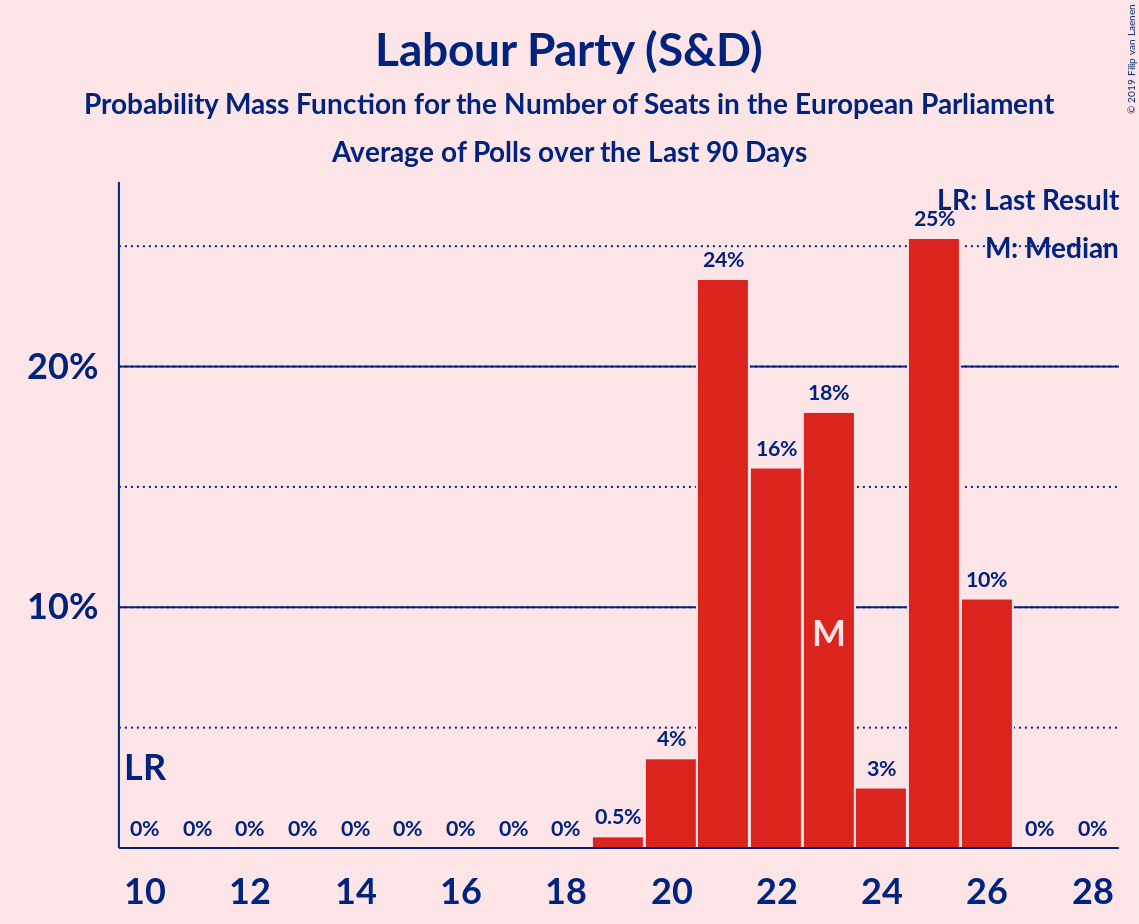 Labour Party (S&D)
Probability Mass Function for the Number of Seats in the European Parliament
Average of Polls over the Last 90 Days
© 2019 Filip van Laenen
LR: Last Result
M: Median
20%
10%
25%
24%
18%
16%
10%
4%
3%
0.5%
M
LR
0% 0% 0% 0% 0% 0% 0% 0% 0% 0% 0%
10 12 14 16 18 20 22 24 26 28